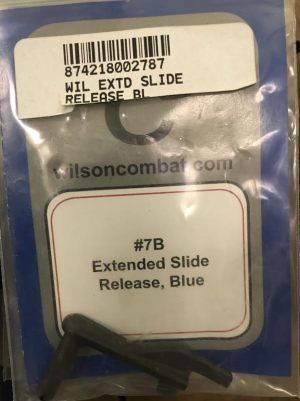 874218002787
WIL EXTD SLIDE
RELEASE BL
C
wilsoncombat.com
#7B
Extended Slide
Release, Blue